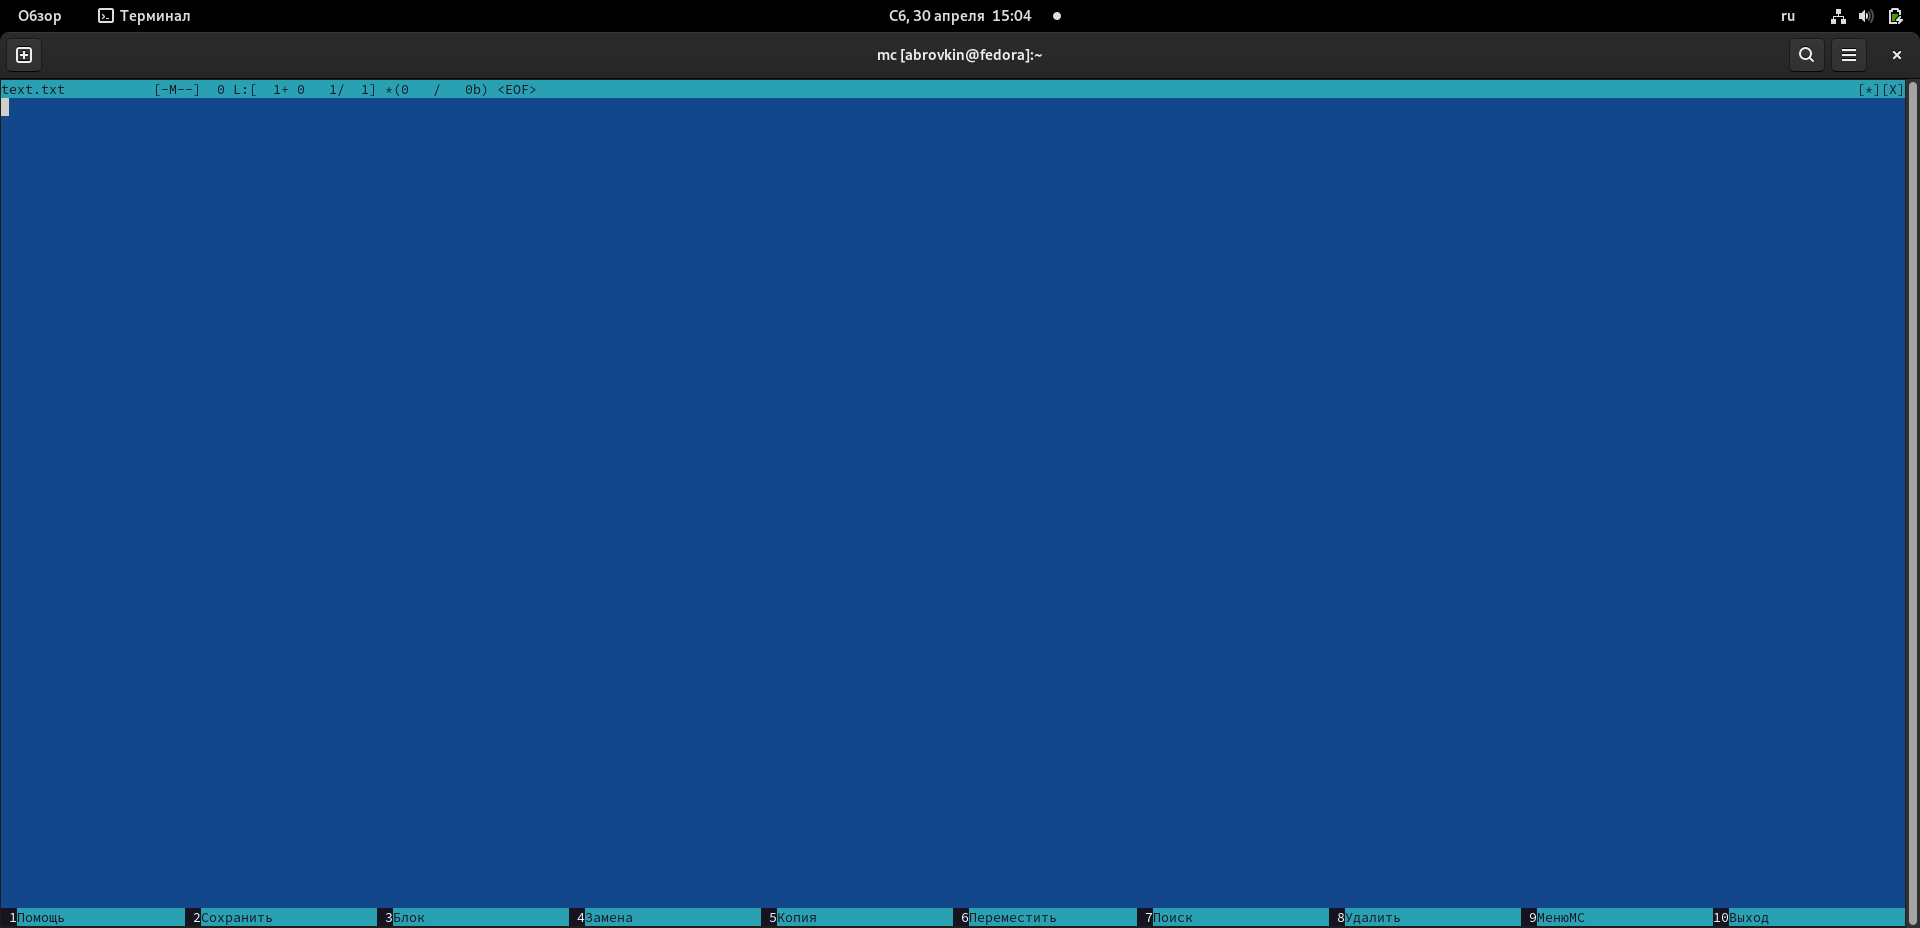 Обзор Терминал Сб, 30 апреля 15:04 ru
mc [abrovkin@fedora]:~
text.txt [-M--] 0 L:[ 1+ 0 1/ 1] *(0 / 0b) <EOF> [*][X]
1Помощь 2Сохранить 3Блок 4Замена 5Копия 6Переместить 7Поиск 8Удалить 9МенюMC 10Выход